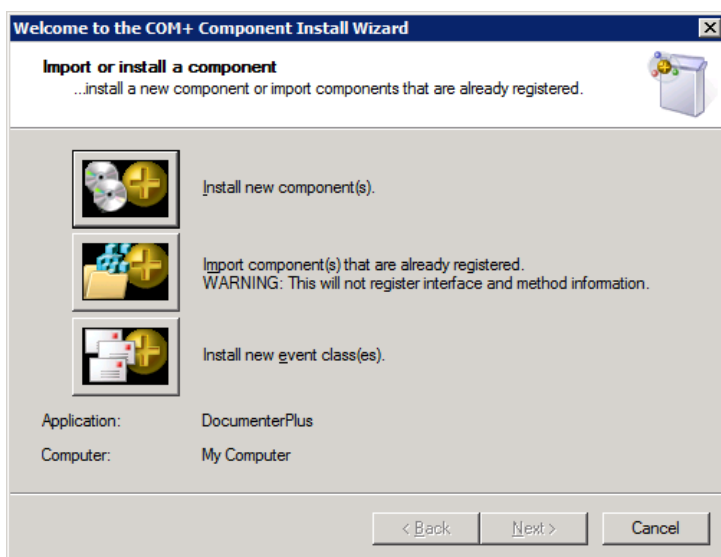 Welcome to the COM+ Component Install Wizard
Import or install a component
...install a new component or import components that are already registered.
Install new component(s).
Import component(s) that are already registered.
WARNING: This will not register interface and method information.
Install new event class(es).
Application: DocumenterPlus
Computer: My Computer
< Back Next > Cancel